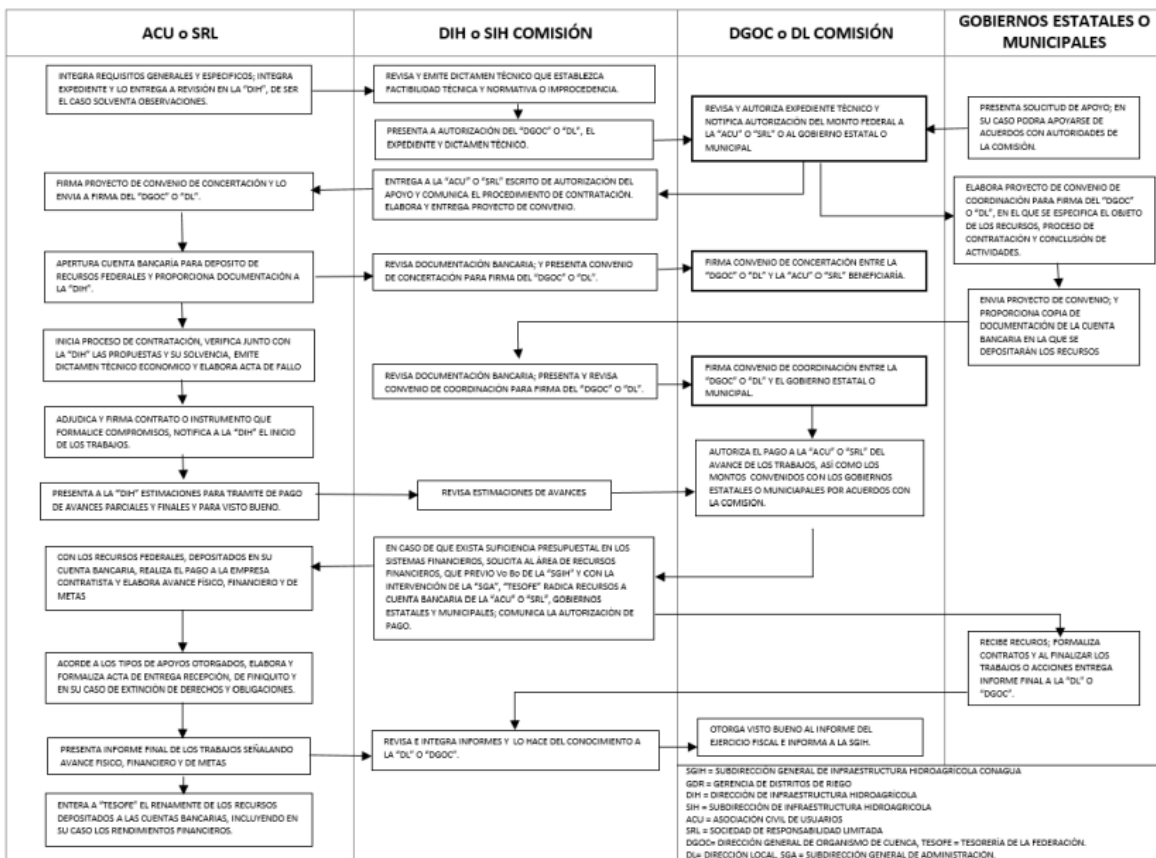 ACU o SRL
DIH o SIH COMISIÓN
DGOC o DL COMISIÓN
GOBIERNOS ESTATALES O
MUNICIPALES
INTEGRA REQUISITOS GENERALES Y ESPECIFICOS; INTEGRA
EXPEDIENTE Y LO ENTREGA A REVISIÓN EN LA "DIH", DE SER
EL CASO SOLVENTA OBSERVACIONES.
REVISA Y EMITE DICTAMEN TÉCNICO QUE ESTABLEZCA
FACTIBILIDAD TÉCNICA Y NORMATIVA O IMPROCEDENCIA.
PRESENTA A AUTORIZACIÓN DEL "DGOC" O "DL", EL
EXPEDIENTE Y DICTAMEN TÉCNICO.
REVISA Y AUTORIZA EXPEDIENTE TÉCNICO Y
NOTIFICA AUTORIZACIÓN DEL MONTO FEDERAL A
LA "ACU" O "SRL" O AL GOBIERNO ESTATAL O
MUNICIPAL
PRESENTA SOLICITUD DE APOYO; EN
SU CASO PODRA APOYARSE DE
ACUERDOS CON AUTORIDADES DE
LA COMISIÓN.
FIRMA PROYECTO DE CONVENIO DE CONCERTACIÓN Y LO
ENVIA A FIRMA DEL "DGOC" O "DL".
ENTREGA A LA "ACU" O "SRL" ESCRITO DE AUTORIZACIÓN DEL
APOYO Y COMUNICA EL PROCEDIMIENTO DE CONTRATACIÓN.
ELABORA Y ENTREGA PROYECTO DE CONVENIO.
ELABORA PROYECTO DE CONVENIO DE
COORDINACIÓN PARA FIRMA DEL "DGOC"
O "DL", EN EL QUE SE ESPECIFICA EL OBJETO
DE LOS RECURSOS, PROCESO DE
CONTRATACIÓN Y CONCLUSIÓN DE
ACTIVIDADES.
APERTURA CUENTA BANCARÍA PARA DEPOSITO DE
RECURSOS FEDERALES Y PROPORCIONA DOCUMENTACIÓN A
LA "DIH".
REVISA DOCUMENTACIÓN BANCARIA; Y PRESENTA CONVENIO
DE CONCERTACIÓN PARA FIRMA DEL "DGOC" O "DL".
FIRMA CONVENIO DE CONCERTACIÓN ENTRE LA
"DGOC" O "DL" Y LA "ACU" O "SRL" BENEFICIARÍA.
INICIA PROCESO DE CONTRATACIÓN, VERIFICA JUNTO CON
LA "DIH" LAS PROPUESTAS Y SU SOLVENCIA, EMITE
DICTAMEN TÉCNICO ECONOMICO Y ELABORA ACTA DE FALLO
ENVIA PROYECTO DE CONVENIO; Y
PROPORCIONA COPIA DE
DOCUMENTACIÓN DE LA CUENTA
BANCARIA EN LA QUE SE
DEPOSITARÁN LOS RECURSOS
REVISA DOCUMENTACIÓN BANCARIA; PRESENTA Y REVISA
CONVENIO DE COORDINACIÓN PARA FIRMA DEL "DGOC" O "DL".
FIRMA CONVENIO DE COORDINACIÓN ENTRE LA
"DGOC" O "DL" Y EL GOBIERNO ESTATAL O
MUNICIPAL.
ADJUDICA Y FIRMA CONTRATO O INSTRUMENTO QUE
FORMALICE COMPROMISOS, NOTIFICA A LA "DIH" EL INICIO
DE LOS TRABAJOS.
AUTORIZA EL PAGO A LA "ACU" O "SRL" DEL
AVANCE DE LOS TRABAJOS, ASÍ COMO LOS
MONTOS CONVENIDOS CON LOS GOBIERNOS
ESTATALES O MUNICIAPALES POR ACUERDOS CON
LA COMISIÓN.
PRESENTA A LA "DIH" ESTIMACIONES PARA TRAMITE DE PAGO
DE AVANCES PARCIALES Y FINALES Y PARA VISTO BUENO.
REVISA ESTIMACIONES DE AVANCES
CON LOS RECURSOS FEDERALES, DEPOSITADOS EN SU
CUENTA BANCARIA, REALIZA EL PAGO A LA EMPRESA
CONTRATISTA Y ELABORA AVANCE FÍSICO, FINANCIERO Y DE
METAS
EN CASO DE QUE EXISTA SUFICIENCIA PRESUPUESTAL EN LOS
SISTEMAS FINANCIEROS, SOLICITA AL ÁREA DE RECURSOS
FINANCIEROS, QUE PREVIO Vo Bo DE LA "SGIH" Y CON LA
INTERVENCIÓN DE LA "SGA", "TESOFE" RADICA RECURSOS A
CUENTA BANCARIA DE LA "ACU" O "SRL", GOBIERNOS
ESTATALES Y MUNICIPALES; COMUNICA LA AUTORIZACIÓN DE
PAGO.
RECIBE RECUROS; FORMALIZA
CONTRATOS Y AL FINALIZAR LOS
TRABAJOS O ACCIONES ENTREGA
INFORME FINAL A LA "DL" O
"DGOC".
ACORDE A LOS TIPOS DE APOYOS OTORGADOS, ELABORA Y
FORMALIZA ACTA DE ENTREGA RECEPCIÓN, DE FINIQUITO Y
EN SU CASO DE EXTINCIÓN DE DERECHOS Y OBLIGACIONES.
PRESENTA INFORME FINAL DE LOS TRABAJOS SEÑALANDO
AVANCE FISICO, FINANCIERO Y DE METAS
REVISA E INTEGRA INFORMES Y LO HACE DEL CONOCIMIENTO A
LA "DL" O "DGOC".
OTORGA VISTO BUENO AL INFORME DEL
EJERCICIO FISCAL E INFORMA A LA SGIH.
ENTERA A "TESOFE" EL RENAMENTE DE LOS RECURSOS
DEPOSITADOS A LAS CUENTAS BANCARIAS, INCLUYENDO EN
SU CASO LOS RENDIMIENTOS FINANCIEROS.
SGIH = SUBDIRECCIÓN GENERAL DE INFRAESTRUCTURA HIDROAGRÍCOLA CONAGUA
GDR = GERENCIA DE DISTRITOS DE RIEGO
DIH = DIRECCIÓN DE INFRAESTRUCTURA HIDROAGRÍCOLA
SIH = SUBDIRECCIÓN DE INFRAESTRUCTURA HIDROAGRICOLA
ACU = ASOCIACIÓN CIVIL DE USUARIOS
SRL = SOCIEDAD DE RESPONSABILIDAD LIMITADA
DGOC= DIRECCIÓN GENERAL DE ORGANISMO DE CUENCA, TESOFE = TESORERÍA DE LA FEDERACIÓN.
DL= DIRECCIÓN LOCAL, SGA = SUBDIRECCIÓN GENERAL DE ADMINISTRACIÓN.